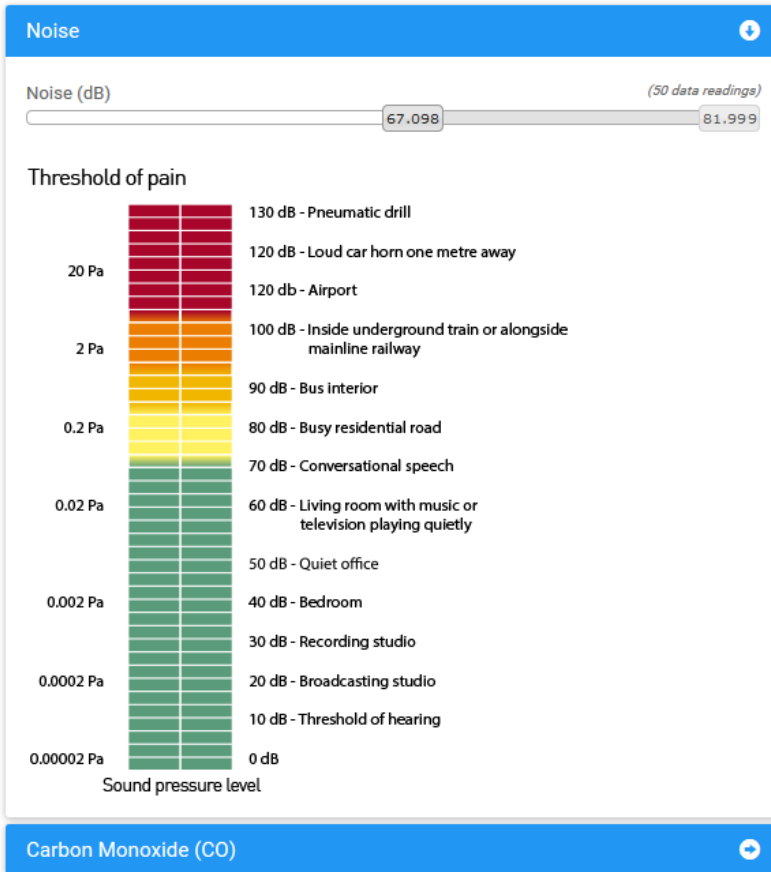 Noise
Noise (dB)
(50 data readings)
67.098
81.999
Threshold of pain
130 dB - Pneumatic drill
120 dB - Loud car horn one metre away
20 Pa
120 db - Airport
100 dB - Inside underground train or alongside
mainline railway
2 Pa
90 dB - Bus interior
0.2 Pa
80 dB - Busy residential road
70 dB - Conversational speech
0.02 Pa
60 dB - Living room with music or
television playing quietly
50 dB - Quiet office
0.002 Pa
40 dB - Bedroom
30 dB - Recording studio
0.0002 Pa
20 dB - Broadcasting studio
10 dB - Threshold of hearing
0.00002 Pa
0 dB
Sound pressure level
Carbon Monoxide (CO)